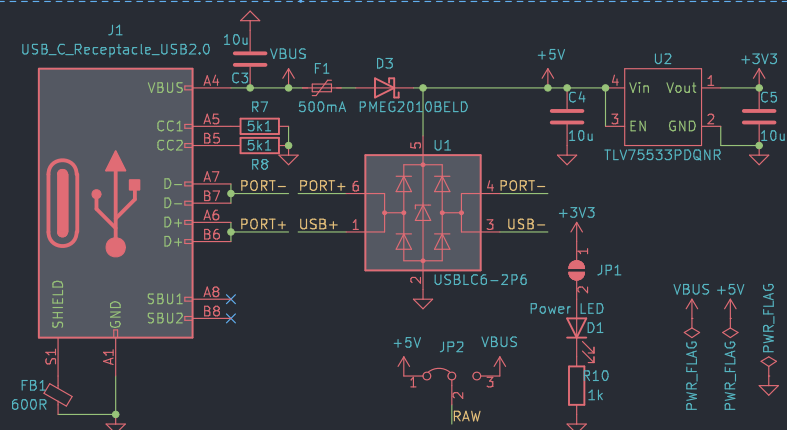 J1
USB_C_Receptacle_USB2.0
VBUS A4
CC1 A5
CC2 B5
D- A7
D- B7
D+ A6
D+ B6
SBU1 A8
SBU2 B8
SHIELD
GND
S1
A1
FB1
600R
10u
C3
VBUS
F1
500mA
D3
PMEG2010BELD
R7
5k1
5k1
R8
PORT- PORT+ 6
PORT+ USB+ 1
5
U1
4 PORT-
3 USB-
2
USBLC6-2P6
+5V
C4
10u
U2
4 Vin Vout 1
3 EN GND 2
TLV75533PDQNR
+3V3
C5
10u
+3V3
1
JP1
2
Power LED
D1
R10
1k
+5V
JP2
VBUS
1
3
2
RAW
VBUS +5V
PWR_FLAG
PWR_FLAG
PWR_FLAG